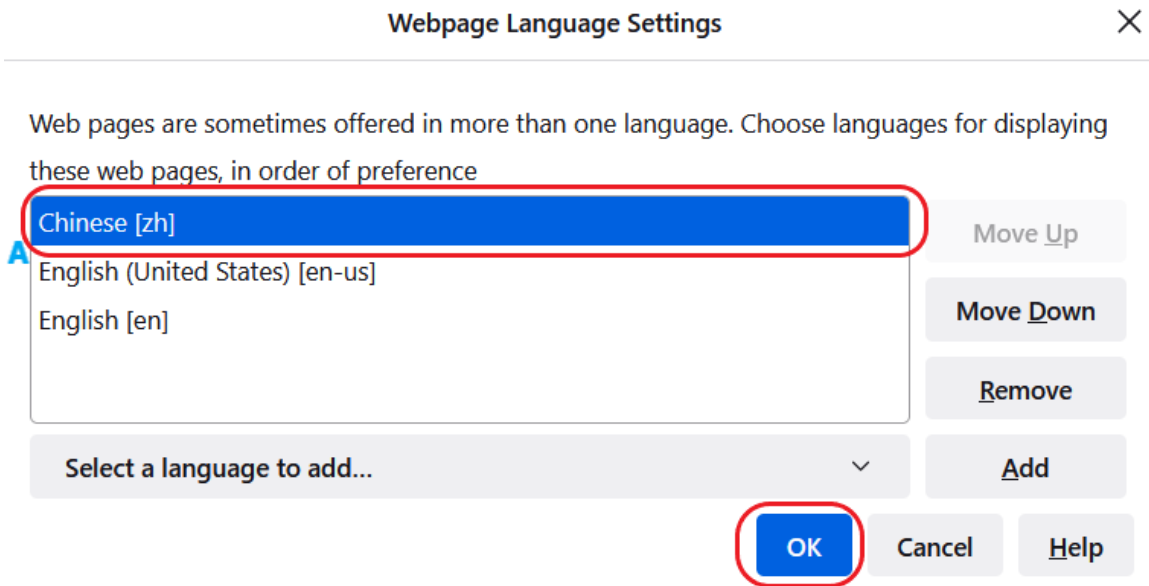 Webpage Language Settings
Web pages are sometimes offered in more than one language. Choose languages for displaying
these web pages, in order of preference
Chinese [zh]
Move Up
A
English (United States) [en-us]
Move Down
English [en]
Remove
Select a language to add...
Add
OK
Cancel
Help